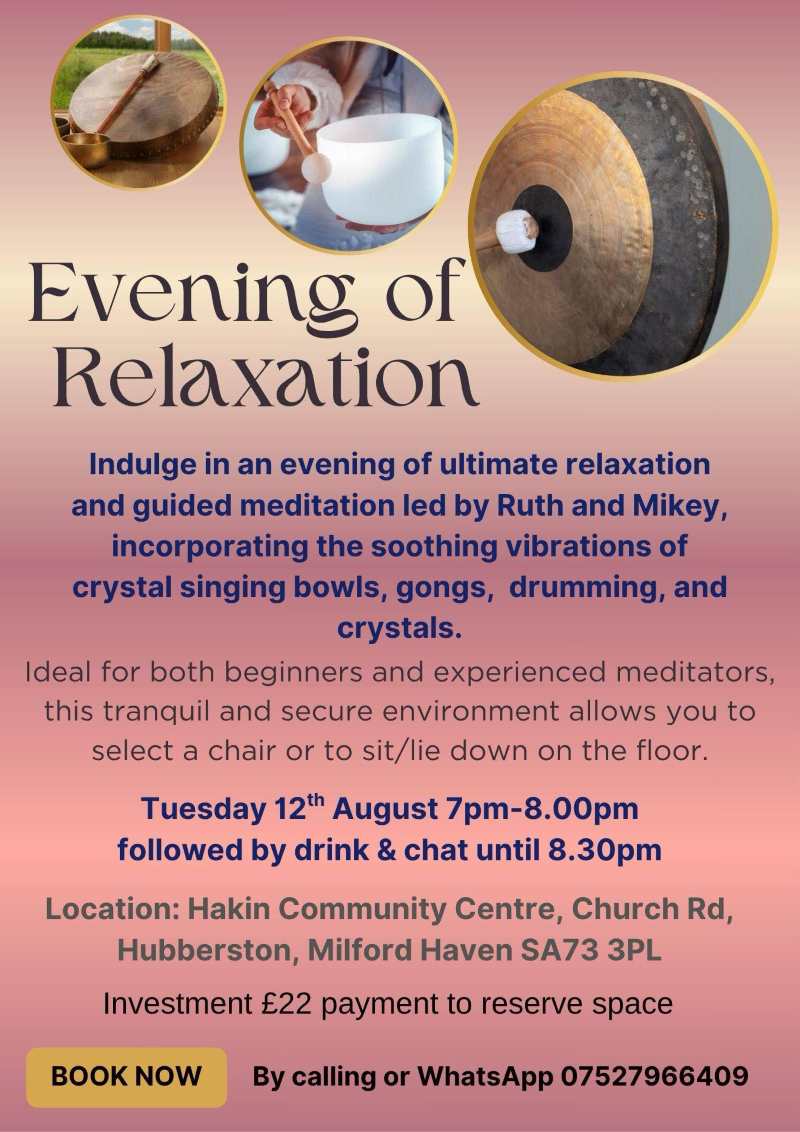 Evening of
Relaxation
Indulge in an evening of ultimate relaxation
and guided meditation led by Ruth and Mikey,
incorporating the soothing vibrations of
crystal singing bowls, gongs,  drumming, and
crystals.
Ideal for both beginners and experienced meditators,
this tranquil and secure environment allows you to
select a chair or to sit/lie down on the floor.
Tuesday 12th August 7pm-8.00pm
followed by drink & chat until 8.30pm
Location: Hakin Community Centre, Church Rd,
Hubberston, Milford Haven SA73 3PL
Investment £22 payment to reserve space
BOOK NOW By calling or WhatsApp 07527966409